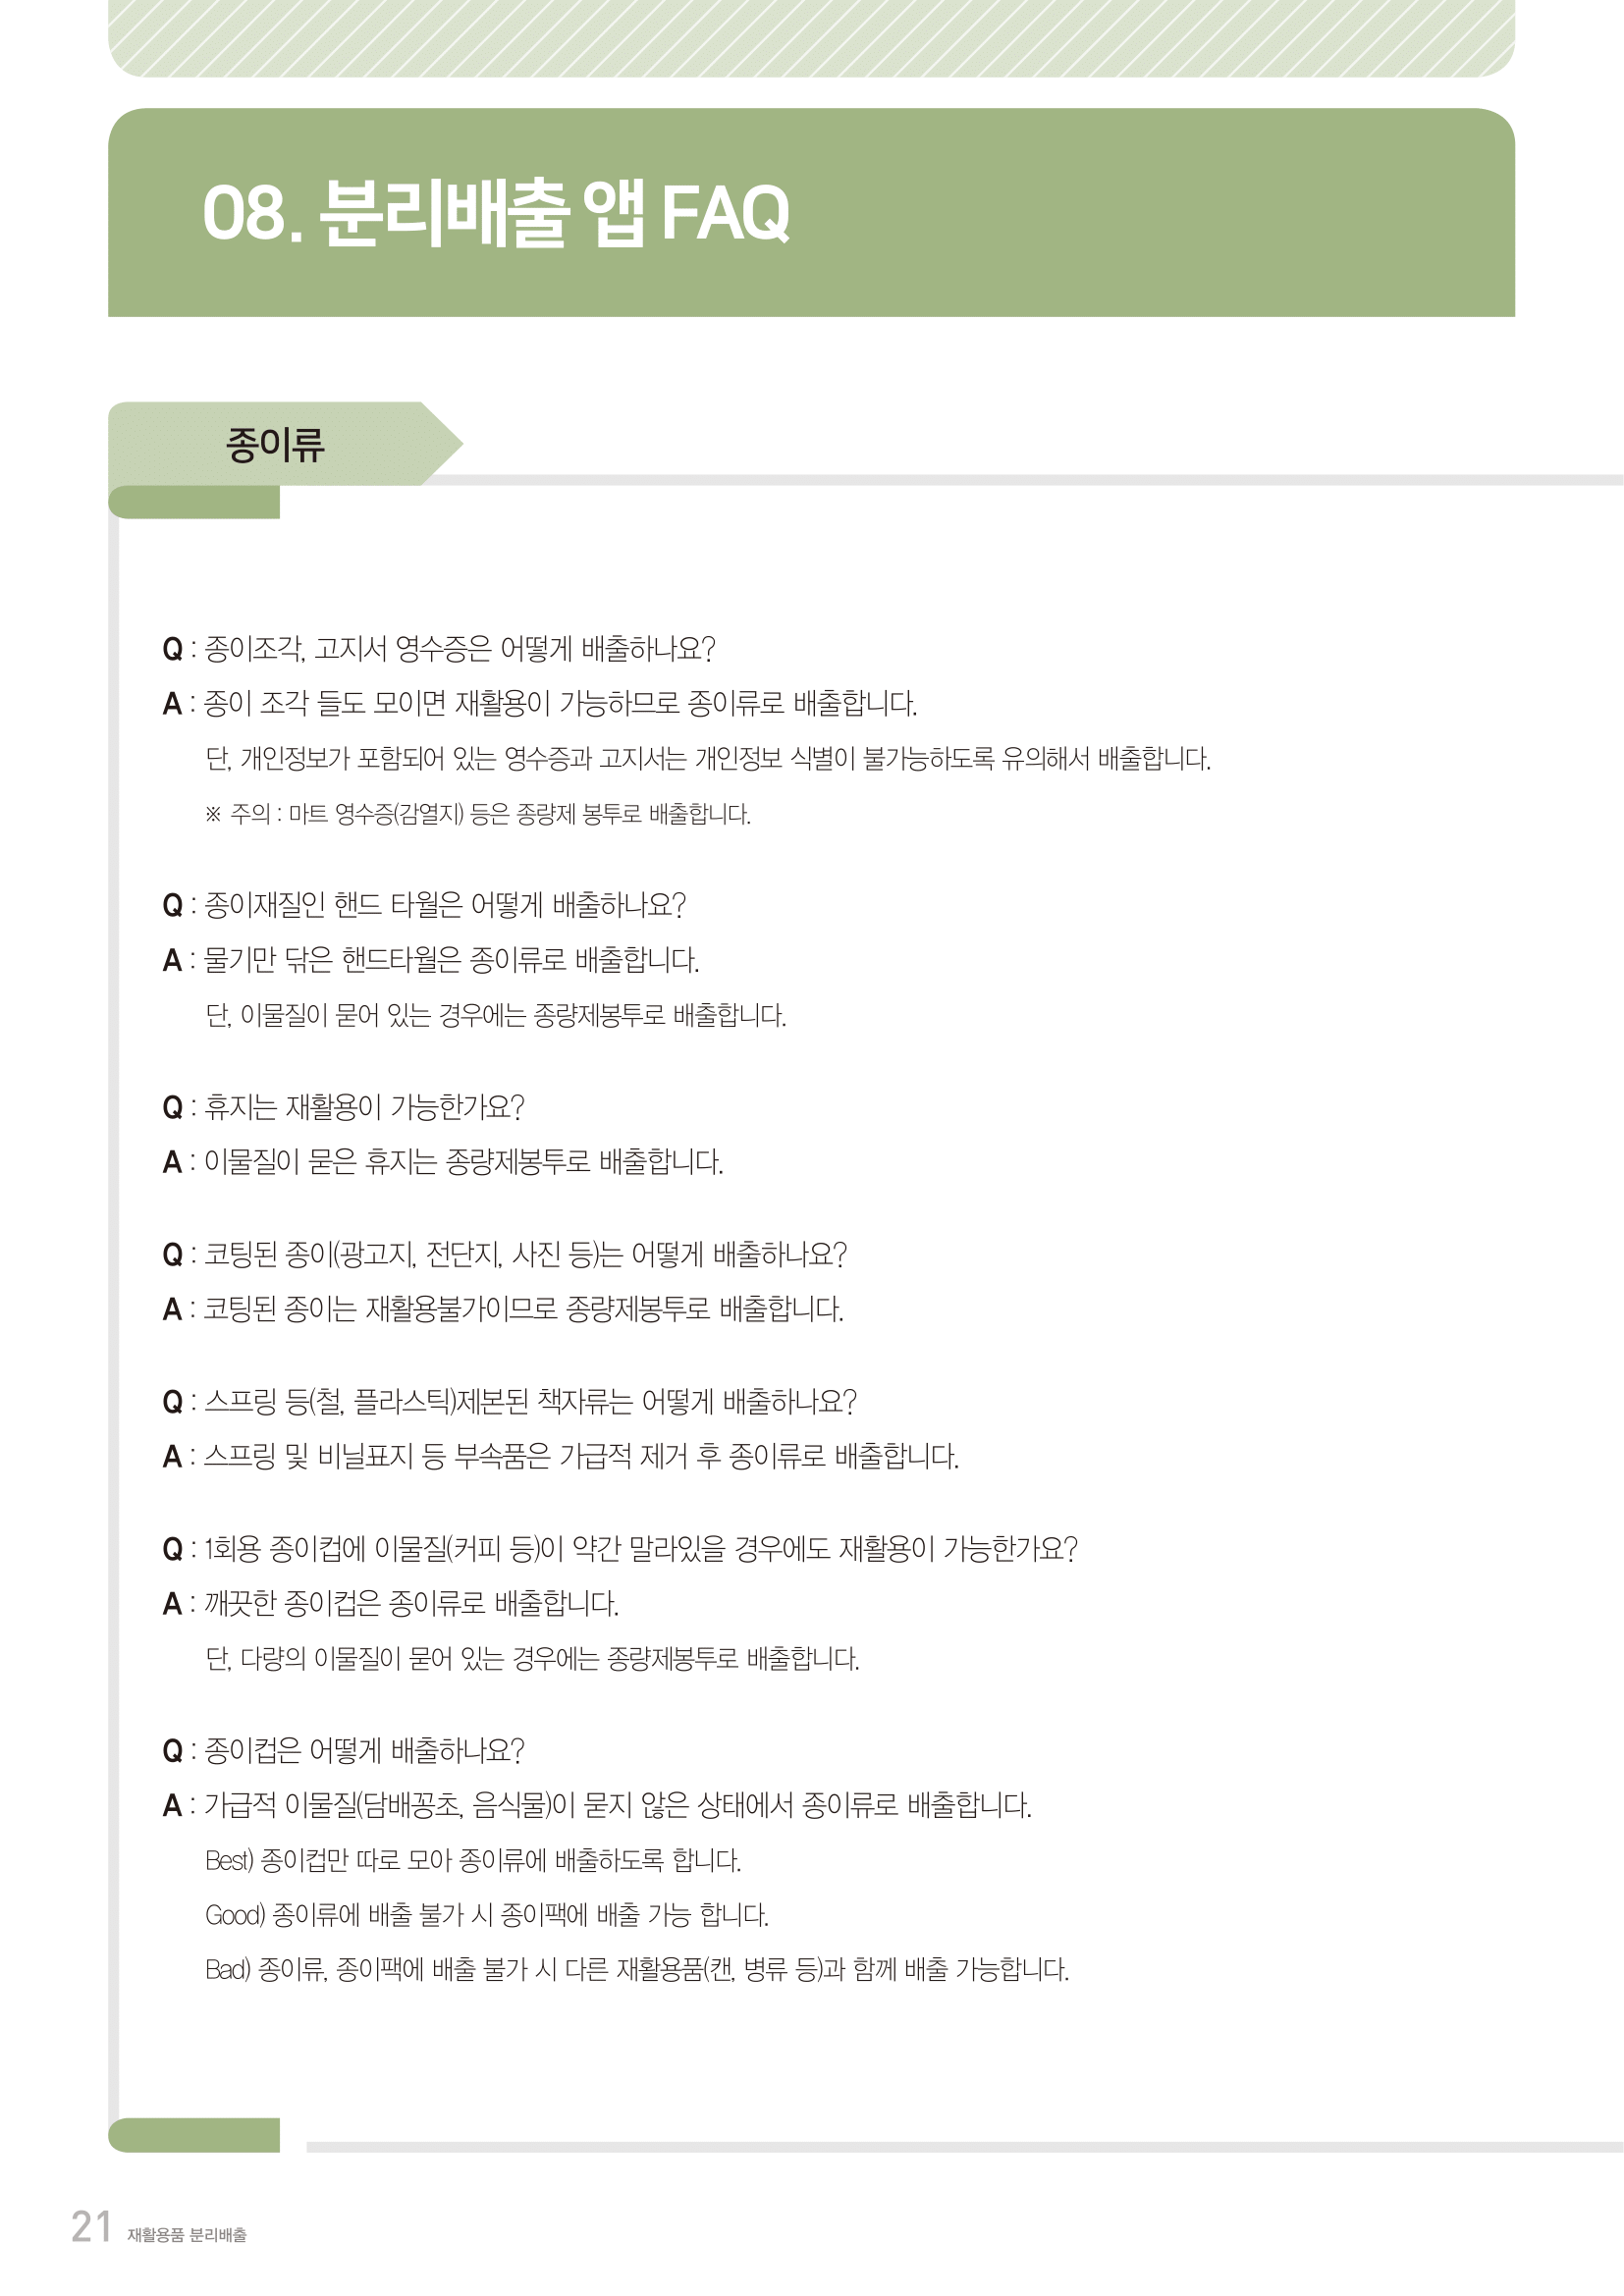 08. 분리배출 앱 FAQ
종이류
Q : 종이조각, 고지서 영수증은 어떻게 배출하나요?
A : 종이 조각 들도 모이면 재활용이 가능하므로 종이류로 배출합니다.
단, 개인정보가 포함되어 있는 영수증과 고지서는 개인정보 식별이 불가능하도록 유의해서 배출합니다.
※ 주의 : 마트 영수증(감열지) 등은 종량제 봉투로 배출합니다.
Q : 종이재질인 핸드 타월은 어떻게 배출하나요?
A : 물기만 닦은 핸드타월은 종이류로 배출합니다.
단, 이물질이 묻어 있는 경우에는 종량제봉투로 배출합니다.
Q : 휴지는 재활용이 가능한가요?
A : 이물질이 묻은 휴지는 종량제봉투로 배출합니다.
Q : 코팅된 종이(광고지, 전단지, 사진 등)는 어떻게 배출하나요?
A : 코팅된 종이는 재활용불가이므로 종량제봉투로 배출합니다.
Q : 스프링 등(철, 플라스틱)제본된 책자류는 어떻게 배출하나요?
A : 스프링 및 비닐표지 등 부속품은 가급적 제거 후 종이류로 배출합니다.
Q : 1회용 종이컵에 이물질(커피 등)이 약간 말라있을 경우에도 재활용이 가능한가요?
A : 깨끗한 종이컵은 종이류로 배출합니다.
단, 다량의 이물질이 묻어 있는 경우에는 종량제봉투로 배출합니다.
Q : 종이컵은 어떻게 배출하나요?
A : 가급적 이물질(담배꽁초, 음식물)이 묻지 않은 상태에서 종이류로 배출합니다.
Best) 종이컵만 따로 모아 종이류에 배출하도록 합니다.
Good) 종이류에 배출 불가 시 종이팩에 배출 가능 합니다.
Bad) 종이류, 종이팩에 배출 불가 시 다른 재활용품(캔, 병류 등)과 함께 배출 가능합니다.
21 재활용품 분리배출